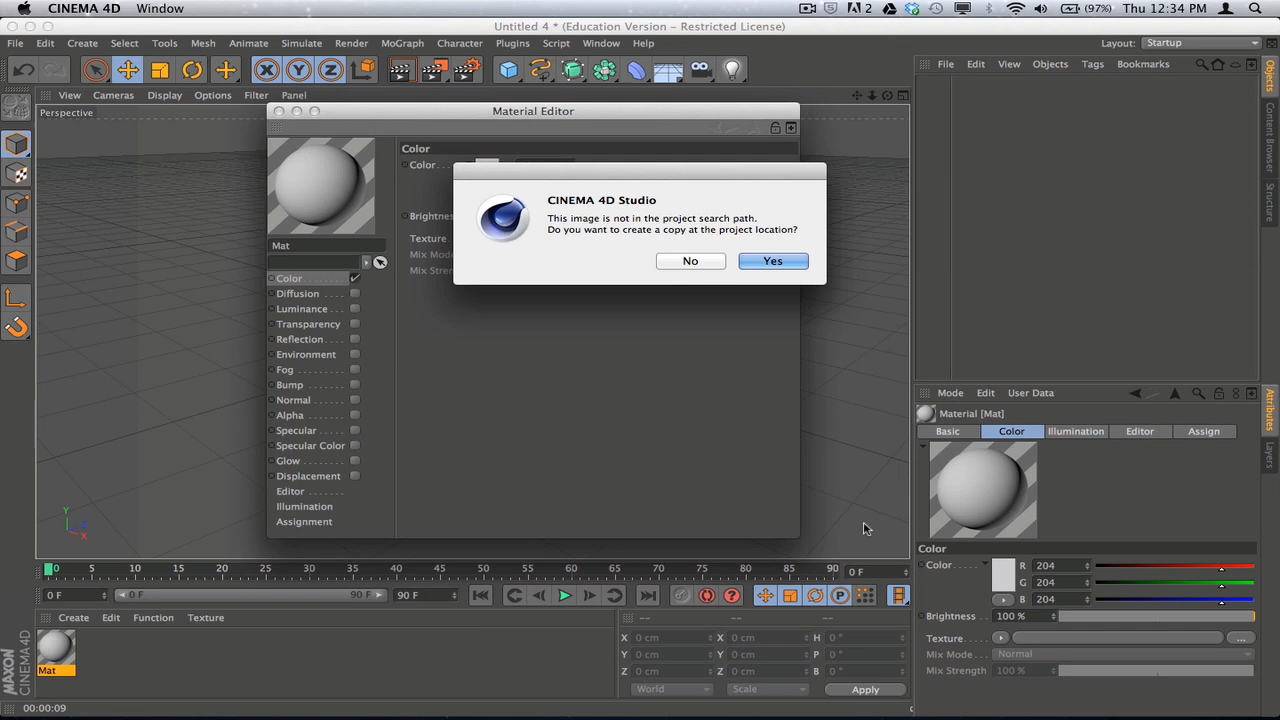 CINEMA 4D Window
2 (97%) Thu 12:34 PM
Untitled 4 * (Education Version - Restricted License)
File Edit Create Select Tools Mesh Animate Simulate Render MoGraph Character Plugins Script Window Help Layout: Startup
File Edit View Objects Tags Bookmarks
View Cameras Display Options Filter Panel
Perspective
Material Editor
Color
Color
Brightness
Texture
Mix Mode
Mix Stren
CINEMA 4D Studio
This image is not in the project search path.
Do you want to create a copy at the project location?
No Yes
Mat
Color
Diffusion
Luminance
Transparency
Reflection
Environment
Fog
Bump
Normal
Alpha
Specular
Specular Color
Glow
Displacement
Editor
Illumination
Assignment
Objects
Content Browser
Structure
Mode Edit User Data
Material [Mat]
Basic Color Illumination Editor Assign
Attributes
Layers
Color
Color R 204
G 204
B 204
Brightness 100 %
Texture ...
Mix Mode Normal
Mix Strength 100 %
Y
Z
X
0 5 10 15 20 25 30 35 40 45 50 55 60 65 70 75 80 85 90 0 F
0 F 0 F 90 F 90 F
Create Edit Function Texture
-- -- --
Mat
X 0 cm X 0 cm H 0 °
Y 0 cm Y 0 cm P 0 °
Z 0 cm Z 0 cm B 0 °
World Scale Apply
MAXON
CINEMA 4D
00:00:09